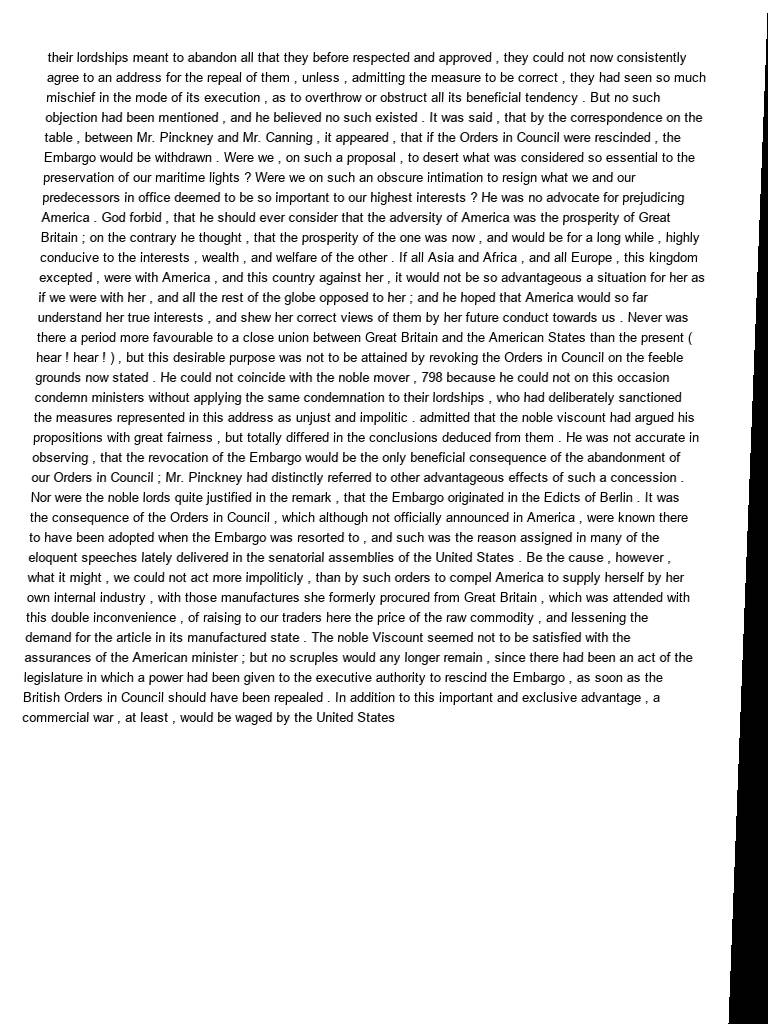 their lordships meant to abandon all that they before respected and approved , they could not now consistently
agree to an address for the repeal of them , unless , admitting the measure to be correct , they had seen so much
mischief in the mode of its execution , as to overthrow or obstruct all its beneficial tendency . But no such
objection had been mentioned , and he believed no such existed . It was said , that by the correspondence on the
table , between Mr. Pinckney and Mr. Canning , it appeared , that if the Orders in Council were rescinded , the
Embargo would be withdrawn . Were we , on such a proposal , to desert what was considered so essential to the
preservation of our maritime lights ? Were we on such an obscure intimation to resign what we and our
predecessors in office deemed to be so important to our highest interests ? He was no advocate for prejudicing
America . God forbid , that he should ever consider that the adversity of America was the prosperity of Great
Britain ; on the contrary he thought , that the prosperity of the one was now , and would be for a long while , highly
conducive to the interests , wealth , and welfare of the other . If all Asia and Africa , and all Europe , this kingdom
excepted , were with America , and this country against her , it would not be so advantageous a situation for her as
if we were with her , and all the rest of the globe opposed to her ; and he hoped that America would so far
understand her true interests , and shew her correct views of them by her future conduct towards us . Never was
there a period more favourable to a close union between Great Britain and the American States than the present (
hear ! hear ! ) , but this desirable purpose was not to be attained by revoking the Orders in Council on the feeble
grounds now stated . He could not coincide with the noble mover , 798 because he could not on this occasion
condemn ministers without applying the same condemnation to their lordships , who had deliberately sanctioned
the measures represented in this address as unjust and impolitic . admitted that the noble viscount had argued his
propositions with great fairness , but totally differed in the conclusions deduced from them . He was not accurate in
observing , that the revocation of the Embargo would be the only beneficial consequence of the abandonment of
our Orders in Council ; Mr. Pinckney had distinctly referred to other advantageous effects of such a concession .
Nor were the noble lords quite justified in the remark , that the Embargo originated in the Edicts of Berlin . It was
the consequence of the Orders in Council , which although not officially announced in America , were known there
to have been adopted when the Embargo was resorted to , and such was the reason assigned in many of the
eloquent speeches lately delivered in the senatorial assemblies of the United States . Be the cause , however ,
what it might , we could not act more impoliticly , than by such orders to compel America to supply herself by her
own internal industry , with those manufactures she formerly procured from Great Britain , which was attended with
this double inconvenience , of raising to our traders here the price of the raw commodity , and lessening the
demand for the article in its manufactured state . The noble Viscount seemed not to be satisfied with the
assurances of the American minister ; but no scruples would any longer remain , since there had been an act of the
legislature in which a power had been given to the executive authority to rescind the Embargo , as soon as the
British Orders in Council should have been repealed . In addition to this important and exclusive advantage , a
commercial war , at least , would be waged by the United States